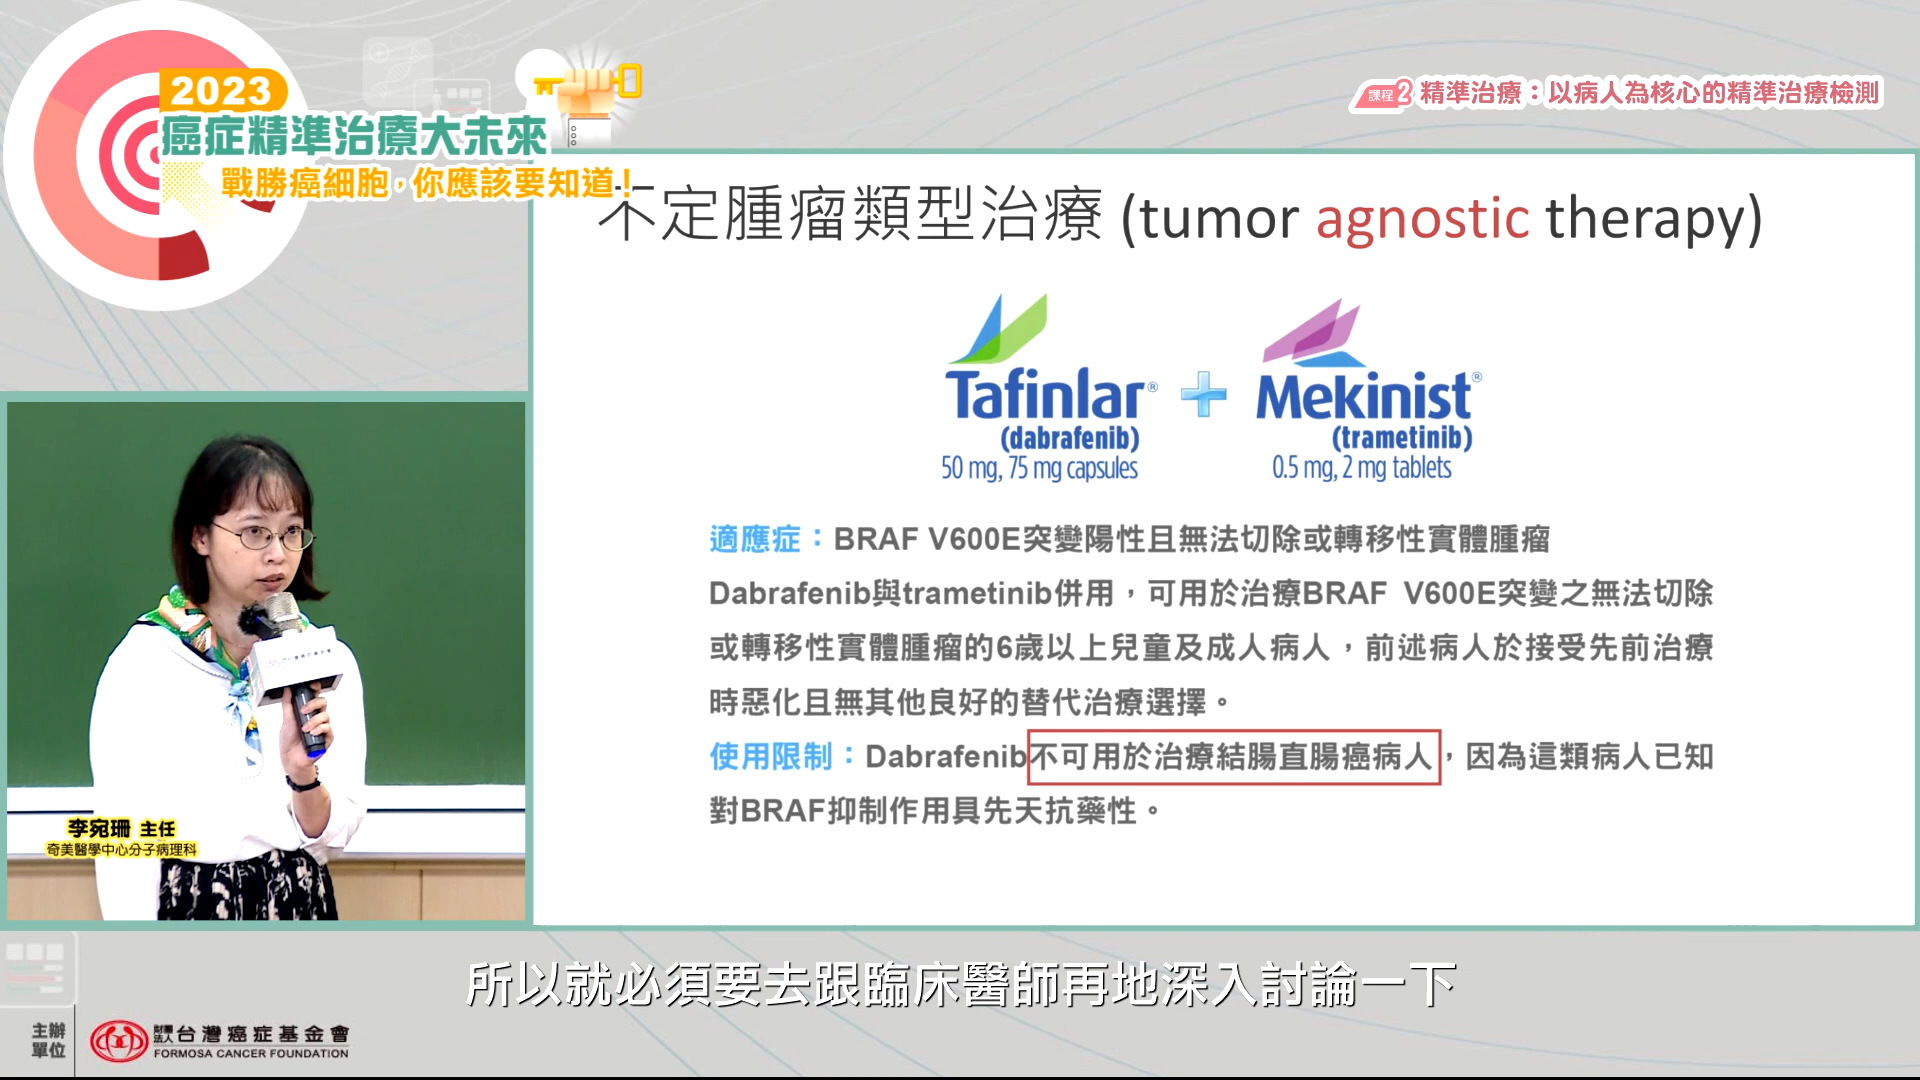 2023
癌症精準治療大未來
戰勝癌細胞,你應該要知道!
課程2 精準治療:以病人為核心的精準治療檢測
不定腫瘤類型治療 (tumor agnostic therapy)
Tafinlar® + Mekinist®
(dabrafenib) (trametinib)
50 mg, 75 mg capsules 0.5 mg, 2 mg tablets
適應症:BRAF V600E突變陽性且無法切除或轉移性實體腫瘤
Dabrafenib與trametinib併用,可用於治療BRAF V600E突變之無法切除
或轉移性實體腫瘤的6歲以上兒童及成人病人,前述病人於接受先前治療
時惡化且無其他良好的替代治療選擇。
使用限制:Dabrafenib不可用於治療結腸直腸癌病人,因為這類病人已知
對BRAF抑制作用具先天抗藥性。
李宛珊 主任
奇美醫學中心分子病理科
所以就必須要去跟臨床醫師再地深入討論一下
主辦
單位
財團
法人
台灣癌症基金會
FORMOSA CANCER FOUNDATION